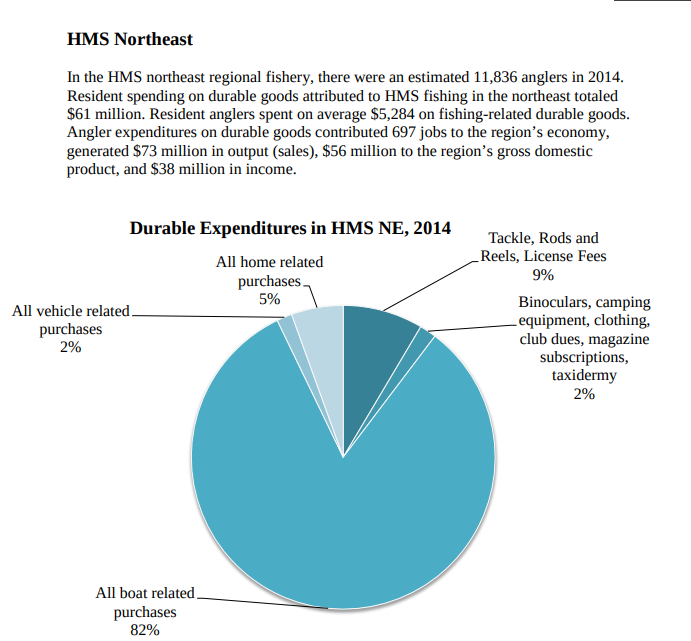 HMS Northeast
In the HMS northeast regional fishery, there were an estimated 11,836 anglers in 2014.
Resident spending on durable goods attributed to HMS fishing in the northeast totaled
$61 million. Resident anglers spent on average $5,284 on fishing-related durable goods.
Angler expenditures on durable goods contributed 697 jobs to the region’s economy,
generated $73 million in output (sales), $56 million to the region’s gross domestic
product, and $38 million in income.
Durable Expenditures in HMS NE, 2014
Tackle, Rods and
Reels, License Fees
9%
All home related
purchases
5%
Binoculars, camping
equipment, clothing,
club dues, magazine
subscriptions,
taxidermy
2%
All vehicle related
purchases
2%
All boat related
purchases
82%